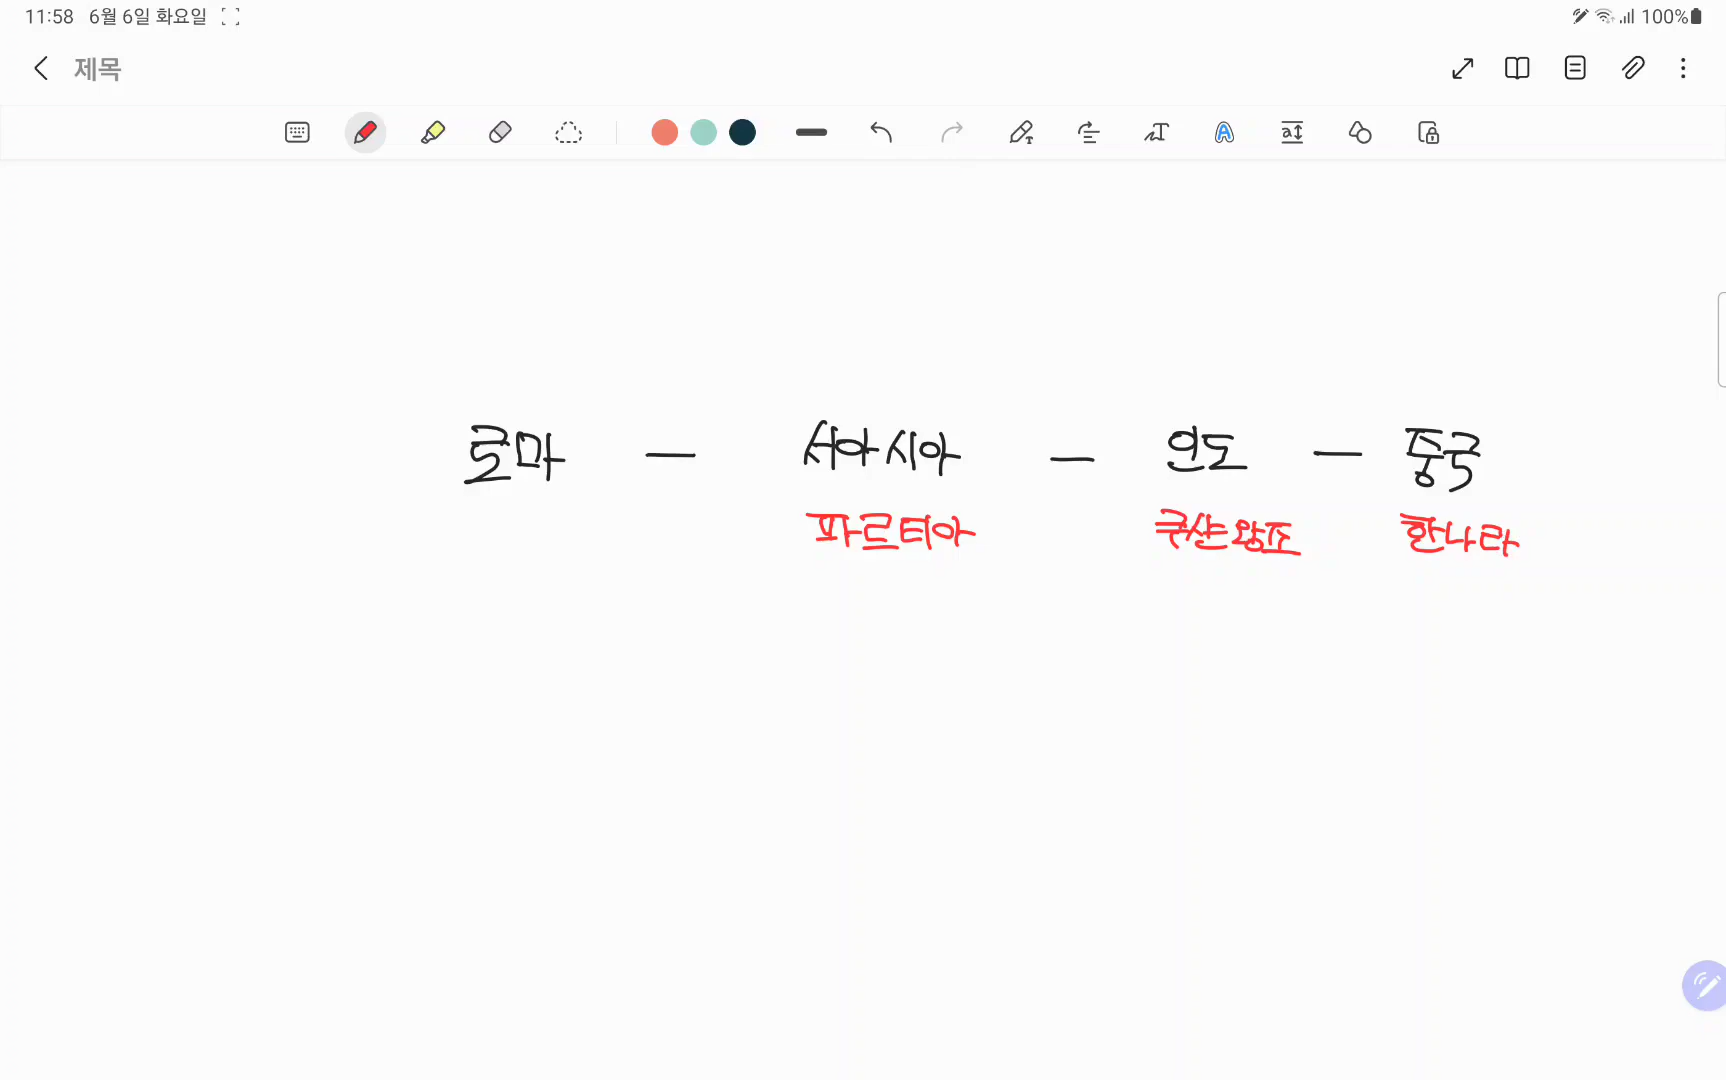 11:58 6월 6일 화요일 100%
제목
로마 — 서아시아 — 인도 — 중국
파르티아 쿠샨왕조 한나라